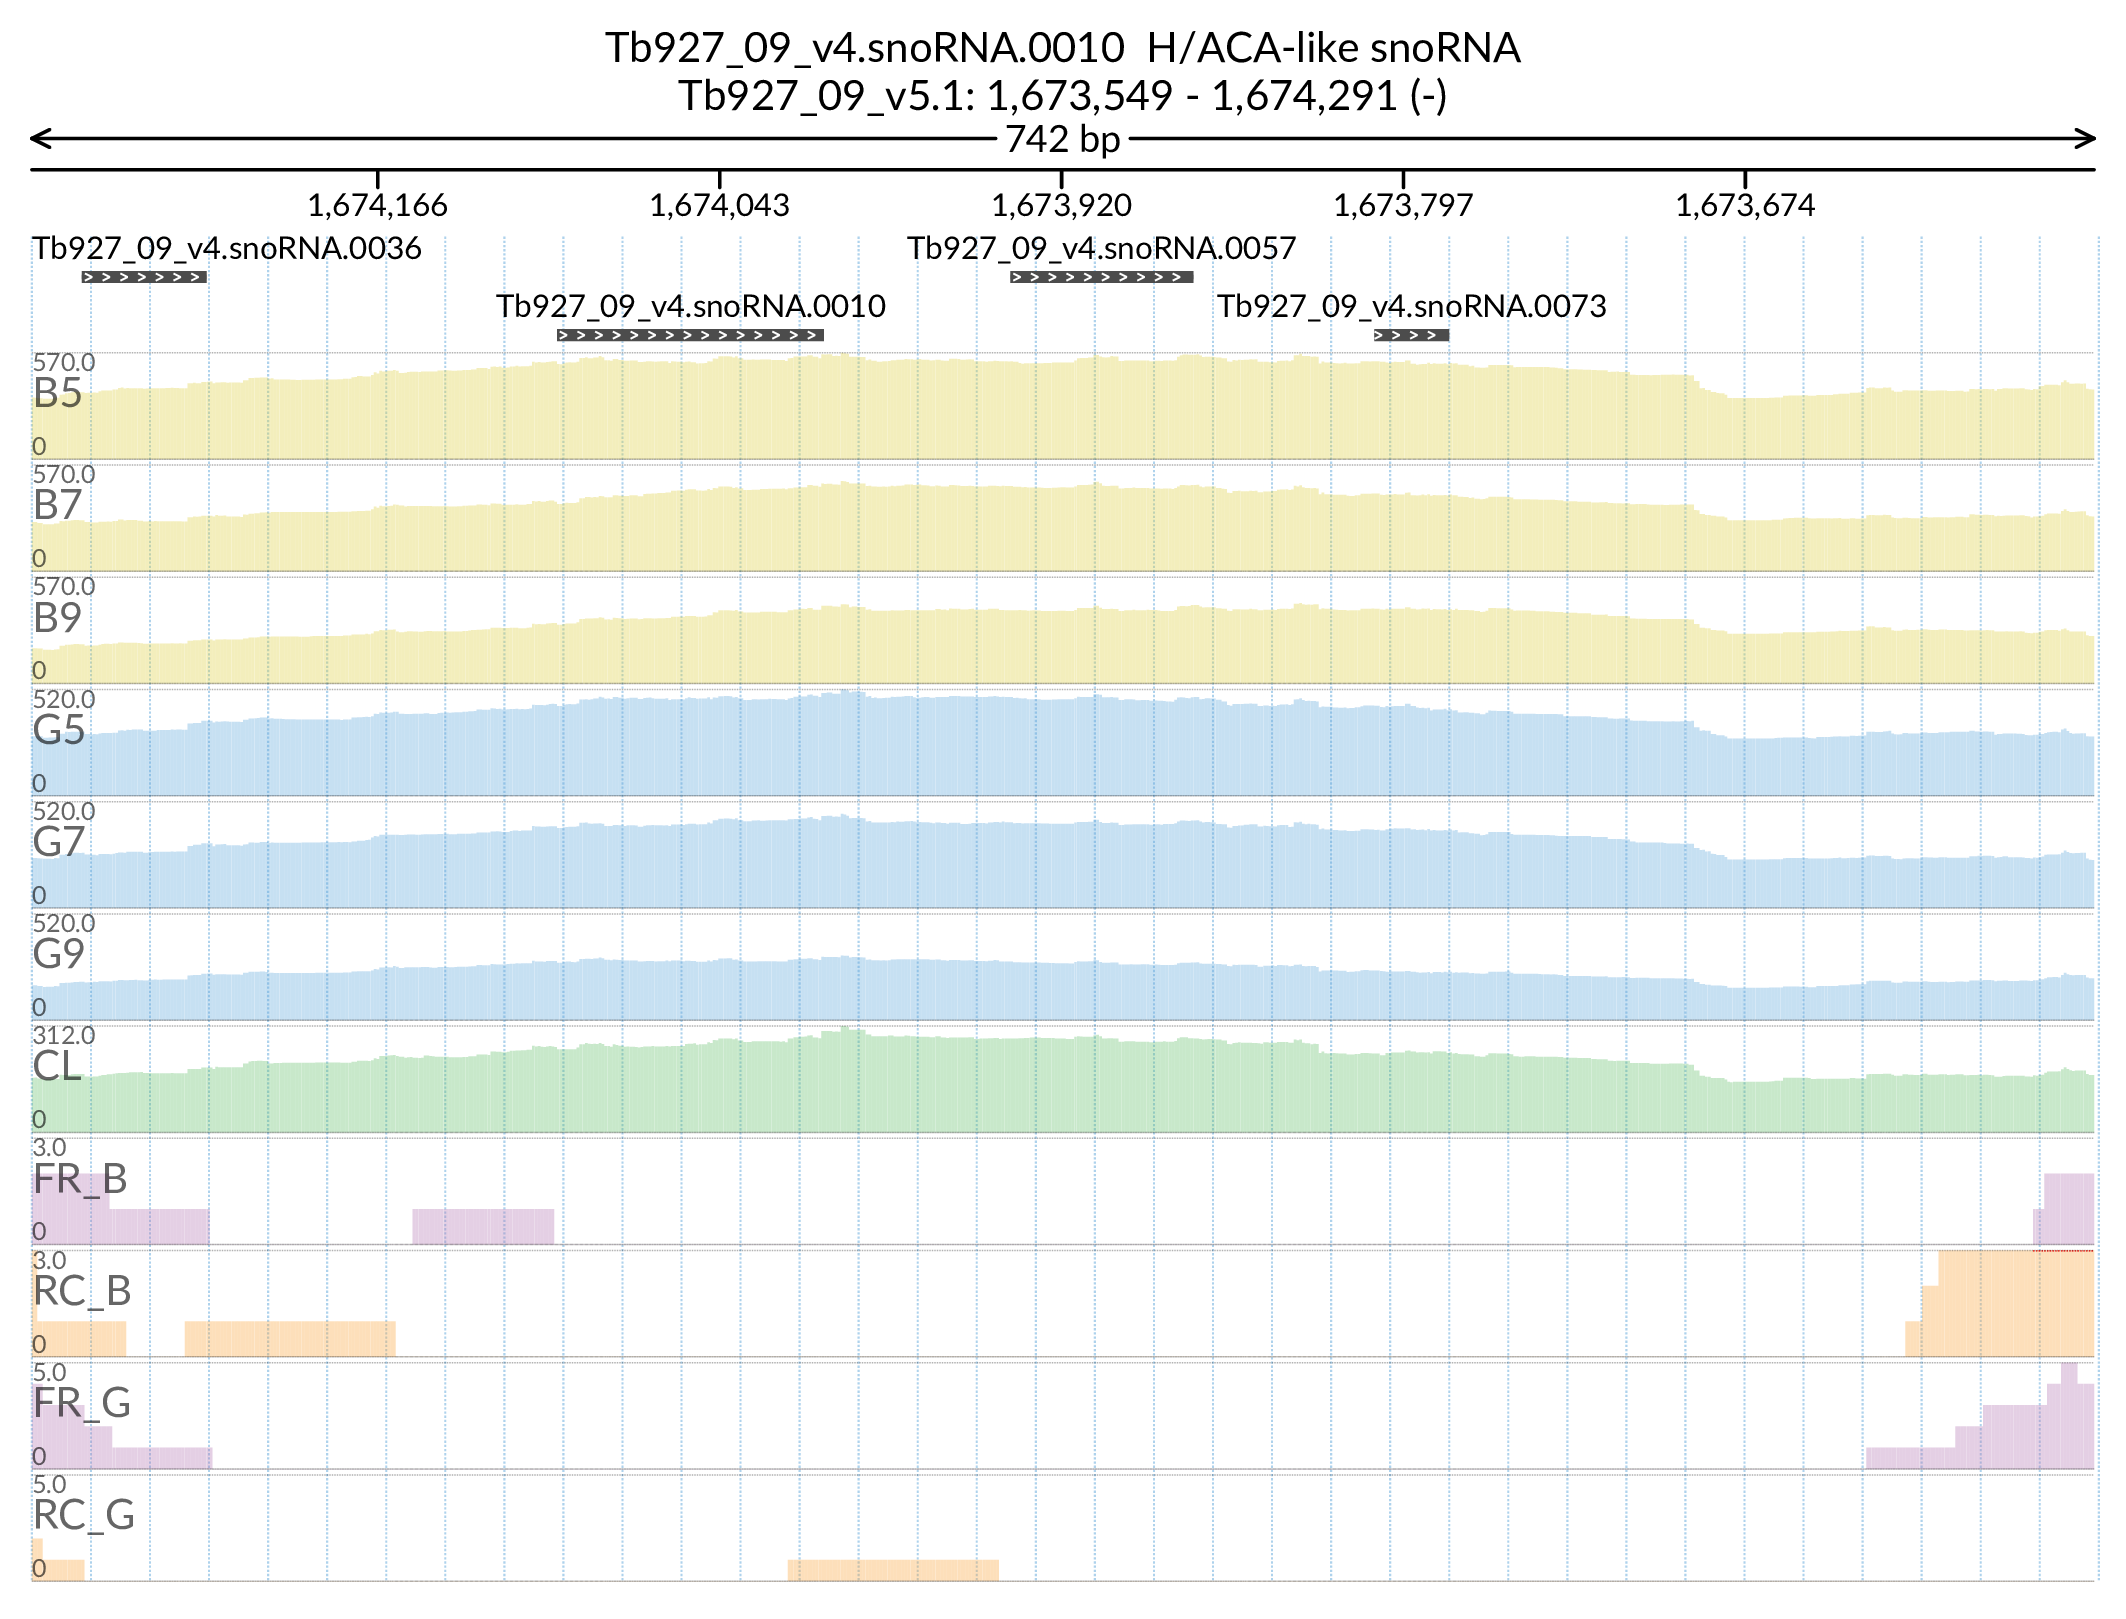 Tb927_09_v4.snoRNA.0010  H/ACA-like snoRNA
Tb927_09_v5.1: 1,673,549 - 1,674,291 (-)
742 bp
1,674,166 1,674,043 1,673,920 1,673,797 1,673,674
Tb927_09_v4.snoRNA.0036 Tb927_09_v4.snoRNA.0057
Tb927_09_v4.snoRNA.0010 Tb927_09_v4.snoRNA.0073
570.0
B5
0
570.0
B7
0
570.0
B9
0
520.0
G5
0
520.0
G7
0
520.0
G9
0
312.0
CL
0
3.0
FR_B
0
3.0
RC_B
0
5.0
FR_G
0
5.0
RC_G
0